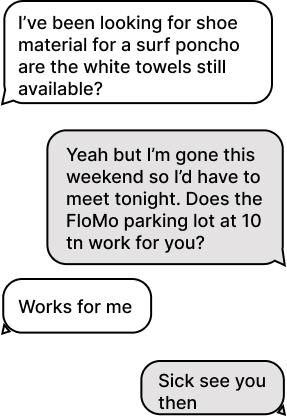 I've been looking for shoe
material for a surf poncho
are the white towels still
available?
Yeah but I'm gone this
weekend so I'd have to
meet tonight. Does the
FloMo parking lot at 10
tn work for you?
Works for me
Sick see you
then